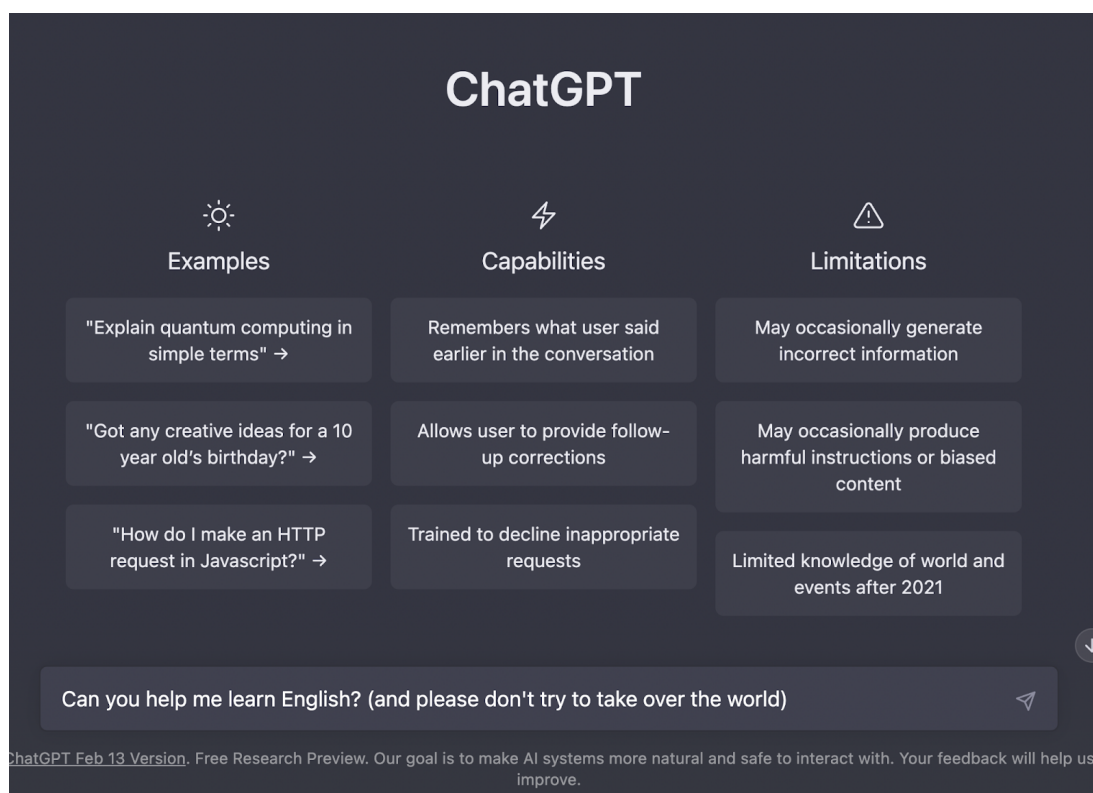 ChatGPT
Examples
"Explain quantum computing in
simple terms" →
"Got any creative ideas for a 10
year old's birthday?" →
"How do I make an HTTP
request in Javascript?" →
Capabilities
Remembers what user said
earlier in the conversation
Allows user to provide follow-
up corrections
Trained to decline inappropriate
requests
Limitations
May occasionally generate
incorrect information
May occasionally produce
harmful instructions or biased
content
Limited knowledge of world and
events after 2021
Can you help me learn English? (and please don't try to take over the world)
ChatGPT Feb 13 Version. Free Research Preview. Our goal is to make AI systems more natural and safe to interact with. Your feedback will help us
improve.